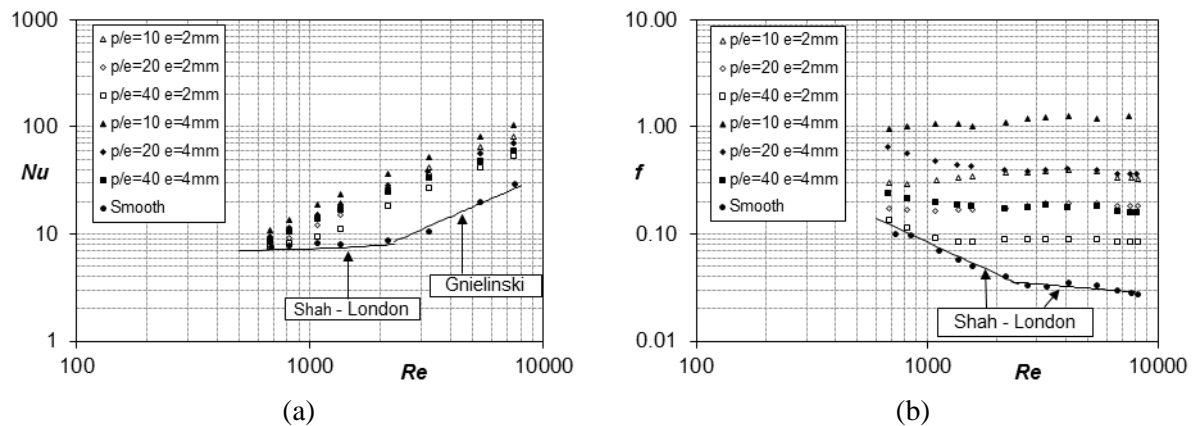 1000
100
Nu
10
1
100
1000
10000
Re
p/e=10 e=2mm
p/e=20 e=2mm
p/e=40 e=2mm
p/e=10 e=4mm
p/e=20 e=4mm
p/e=40 e=4mm
Smooth
Gnielinski
Shah - London
(a)
10.00
1.00
f
0.10
0.01
100
1000
10000
Re
p/e=10 e=2mm
p/e=20 e=2mm
p/e=40 e=2mm
p/e=10 e=4mm
p/e=20 e=4mm
p/e=40 e=4mm
Smooth
Shah - London
(b)